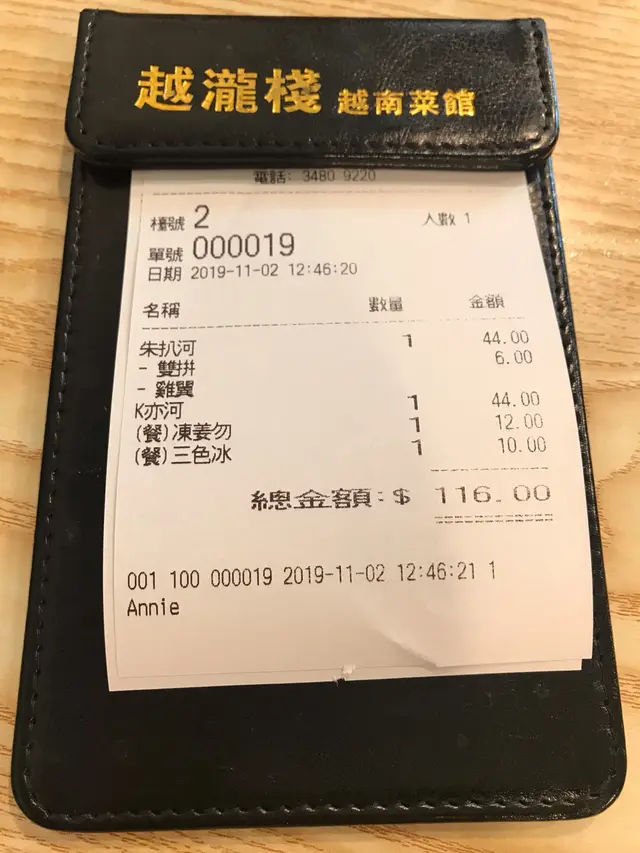 越瀧棧 越南菜館
電話: 3480 9220
檯號 2 人數 1
單號 000019
日期 2019-11-02 12:46:20
名稱 數量 金額
朱扒河 1 44.00
- 雙拼 6.00
- 雞翼
K亦河 1 44.00
(餐)凍姜勿 1 12.00
(餐)三色冰 1 10.00
總金額:$ 116.00
001 100 000019 2019-11-02 12:46:21 1
Annie